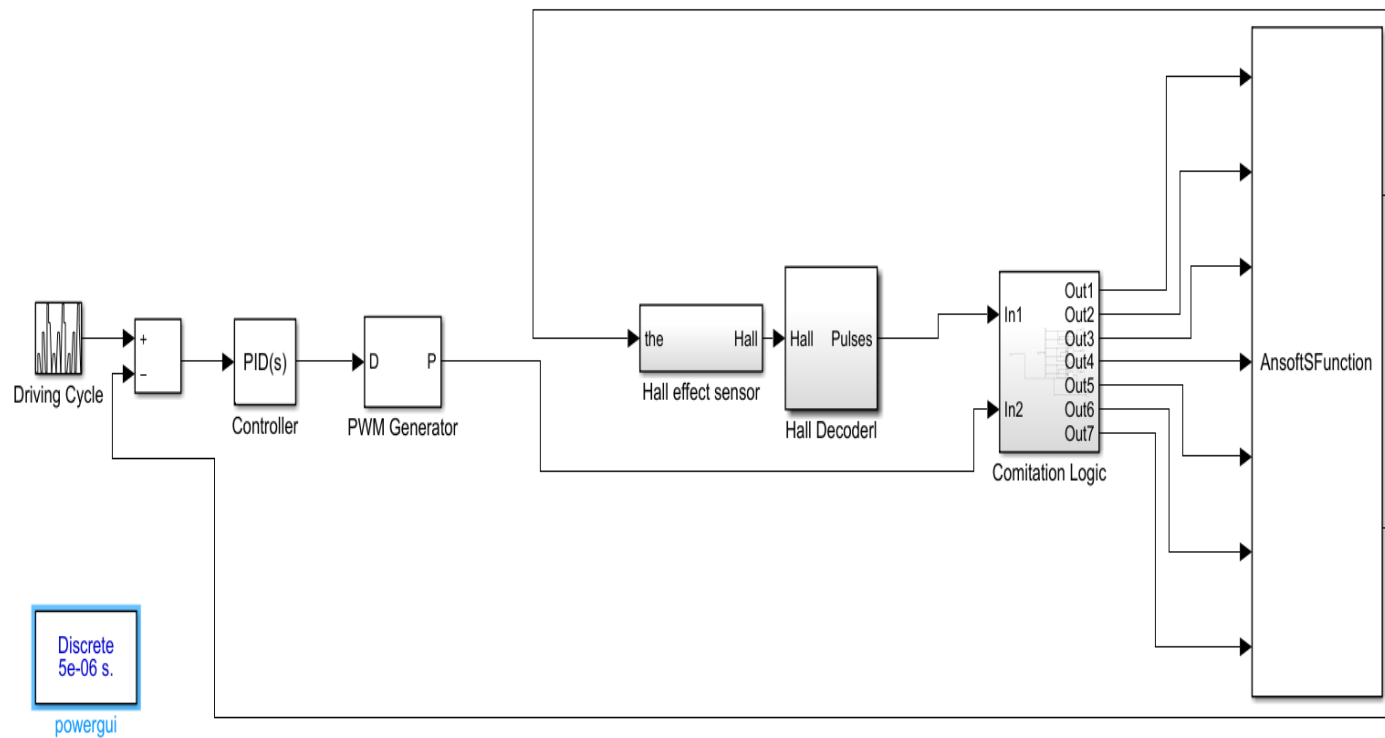 Driving Cycle
+
−
PID(s)
Controller
D
P
PWM Generator
the
Hall
Hall effect sensor
Hall
Pulses
Hall Decoderl
In1
In2
Out1
Out2
Out3
Out4
Out5
Out6
Out7
Comitation Logic
AnsoftSFunction
Discrete
5e-06 s.
powergui